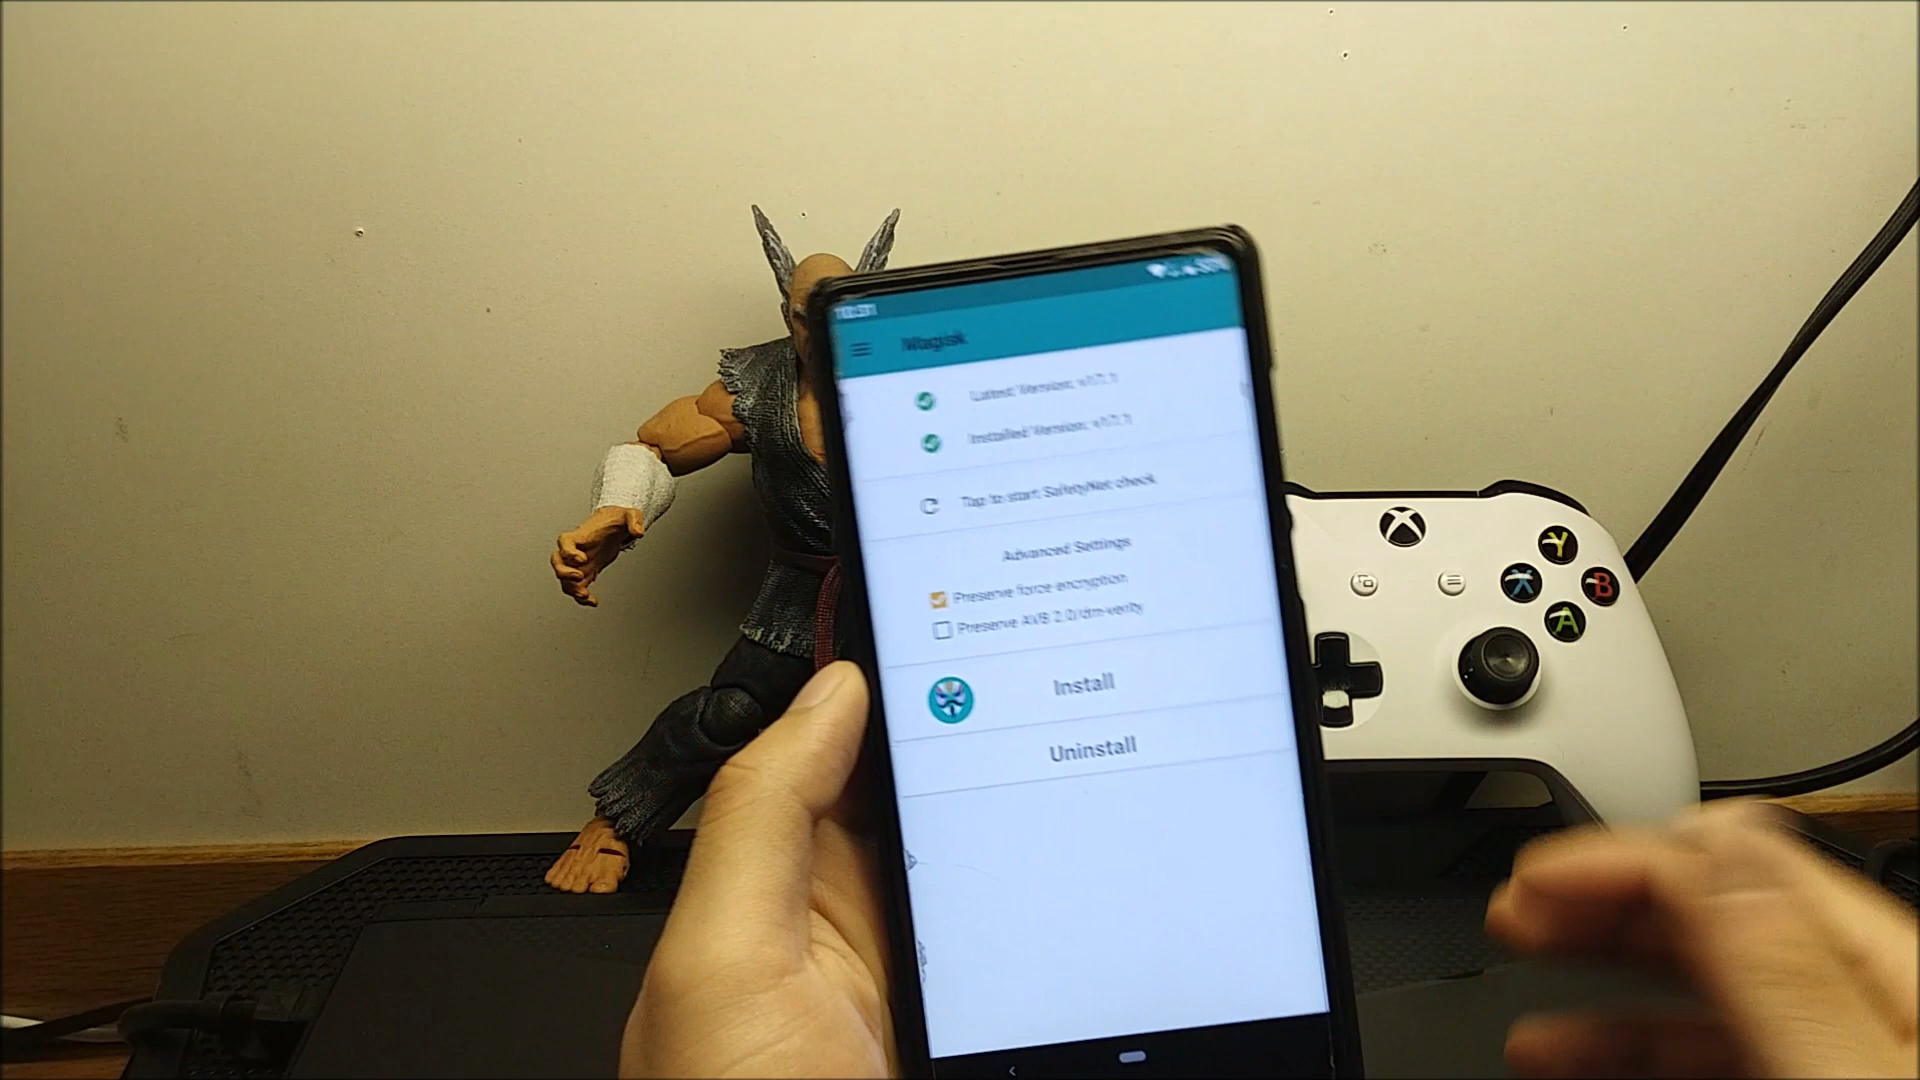 Magisk
Latest Version: v17.1
Installed Version: v17.1
Tap to start SafetyNet check
Advanced Settings
Preserve force encryption
Preserve AVB 2.0/dm-verity
Install
Uninstall
Y
X
B
A